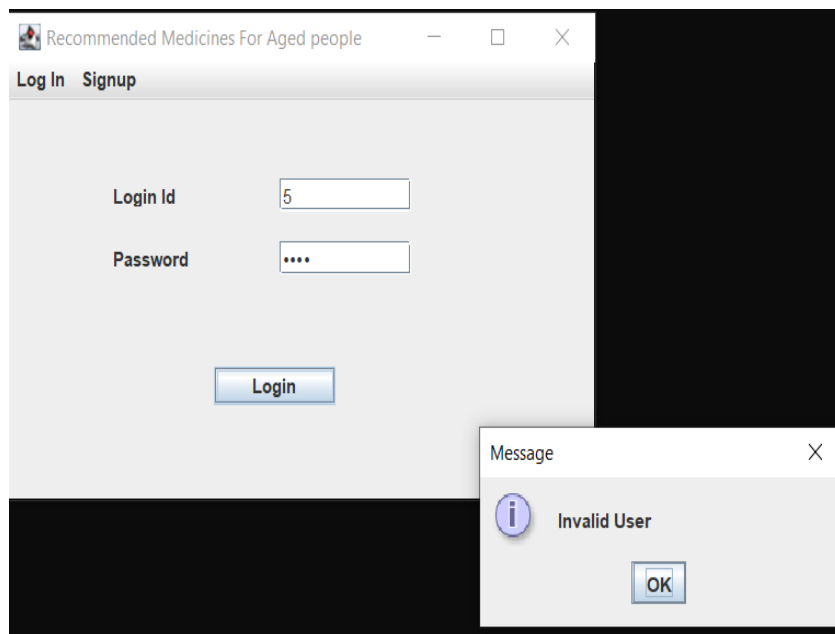 Recommended Medicines For Aged people
Log In Signup
Login Id 5
Password ••••
Login
Message
Invalid User
OK